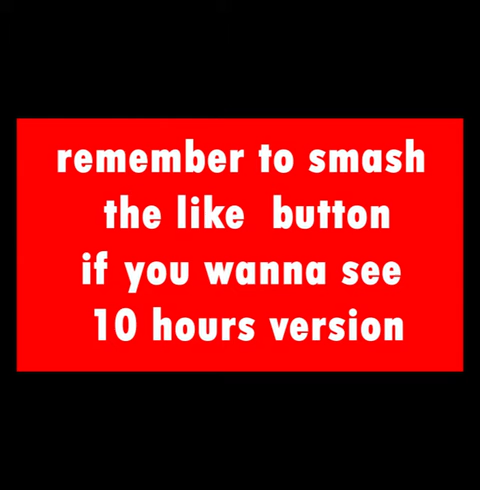 remember to smash
the like button
if you wanna see
10 hours version